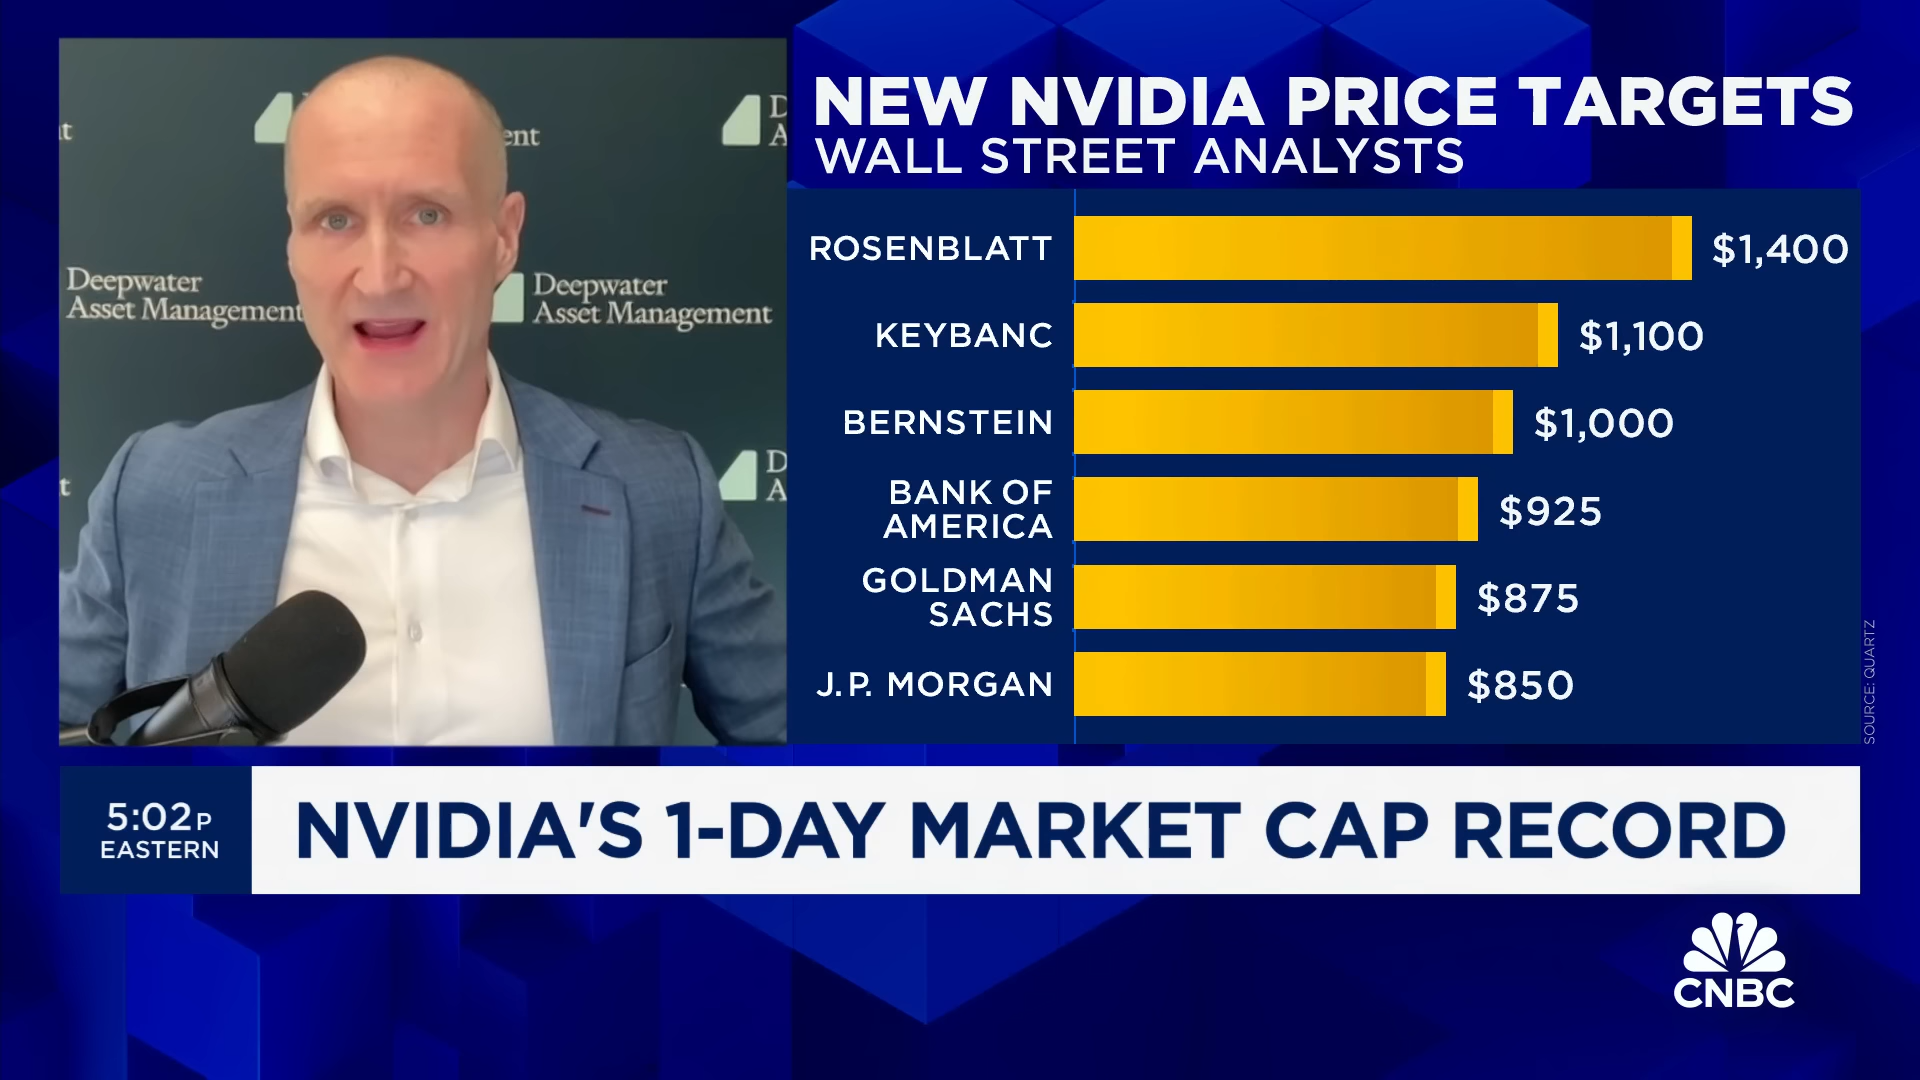 t
ent
D
A
Deepwater
Asset Management
Deepwater
Asset Management
t
D
A
NEW NVIDIA PRICE TARGETS
WALL STREET ANALYSTS
ROSENBLATT $1,400
KEYBANC $1,100
BERNSTEIN $1,000
BANK OF
AMERICA $925
GOLDMAN
SACHS $875
J.P. MORGAN $850
SOURCE: QUARTZ
5:02P
EASTERN
NVIDIA'S 1-DAY MARKET CAP RECORD
CNBC